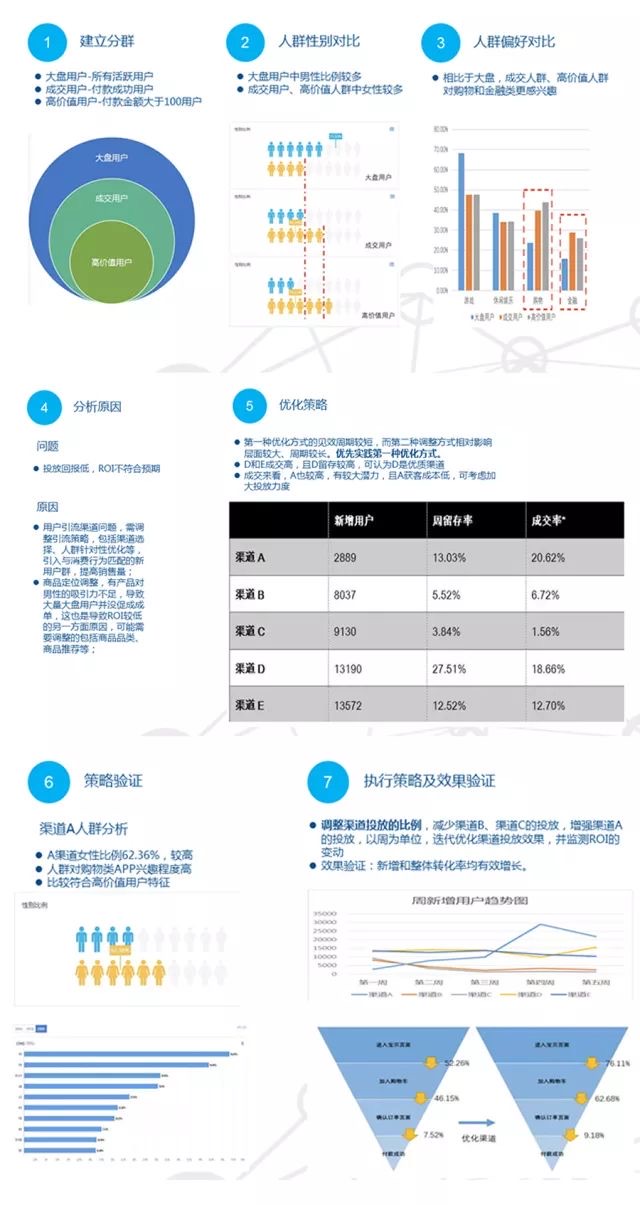 1 建立分群
大盘用户-所有活跃用户
成交用户-付款成功用户
高价值用户-付款金额大于100用户
大盘用户
成交用户
高价值用户
2 人群性别对比
大盘用户中男性比例较多
成交用户、高价值人群中女性较多
性别比例
大盘用户
性别比例
成交用户
性别比例
高价值用户
3 人群偏好对比
相比于大盘，成交人群、高价值人群
对购物和金融类更感兴趣
80.00%
70.00%
60.00%
50.00%
40.00%
30.00%
20.00%
10.00%
0.00%
游戏 休闲娱乐 购物 金融
大盘用户 成交用户 高价值用户
4 分析原因
问题
投放回报低，ROI不符合预期
原因
用户引流渠道问题，需调
整引流策略，包括渠道选
择、人群针对性优化等，
引入与消费行为匹配的新
用户群，提高销售量；
商品定位调整，有产品对
男性的吸引力不足，导致
大量大盘用户并没促成成
单，这也是导致ROI较低
的另一方面原因，可能需
要调整的包括商品品类、
商品推荐等；
5 优化策略
第一种优化方式的见效周期较短，而第二种调整方式相对影响
层面较大、周期较长。优先实践第一种优化方式。
D和E成交高，且D留存较高，可认为D是优质渠道
成交来看，A也较高，有较大潜力，且A获客成本低，可考虑加
大投放力度
新增用户 周留存率 成交率*
渠道 A 2889 13.03% 20.62%
渠道 B 8037 5.52% 6.72%
渠道 C 9130 3.84% 1.56%
渠道 D 13190 27.51% 18.66%
渠道 E 13572 12.52% 12.70%
6 策略验证
渠道A人群分析
A渠道女性比例62.36%，较高
人群对购物类APP兴趣程度高
比较符合高价值用户特征
性别比例
7 执行策略及效果验证
调整渠道投放的比例，减少渠道B、渠道C的投放，增强渠道A
的投放，以周为单位，迭代优化渠道投放效果，并监测ROI的
变动
效果验证：新增和整体转化率均有效增长。
周新增用户趋势图
35000
30000
25000
20000
15000
10000
5000
0
第一周 第二周 第三周 第四周 第五周
渠道A 渠道B 渠道C 渠道D 渠道E
进入宝贝页面
52.26%
加入购物车
46.15%
确认订单页面
7.52%
付款成功
优化渠道
进入宝贝页面
76.11%
加入购物车
62.68%
确认订单页面
9.18%
付款成功